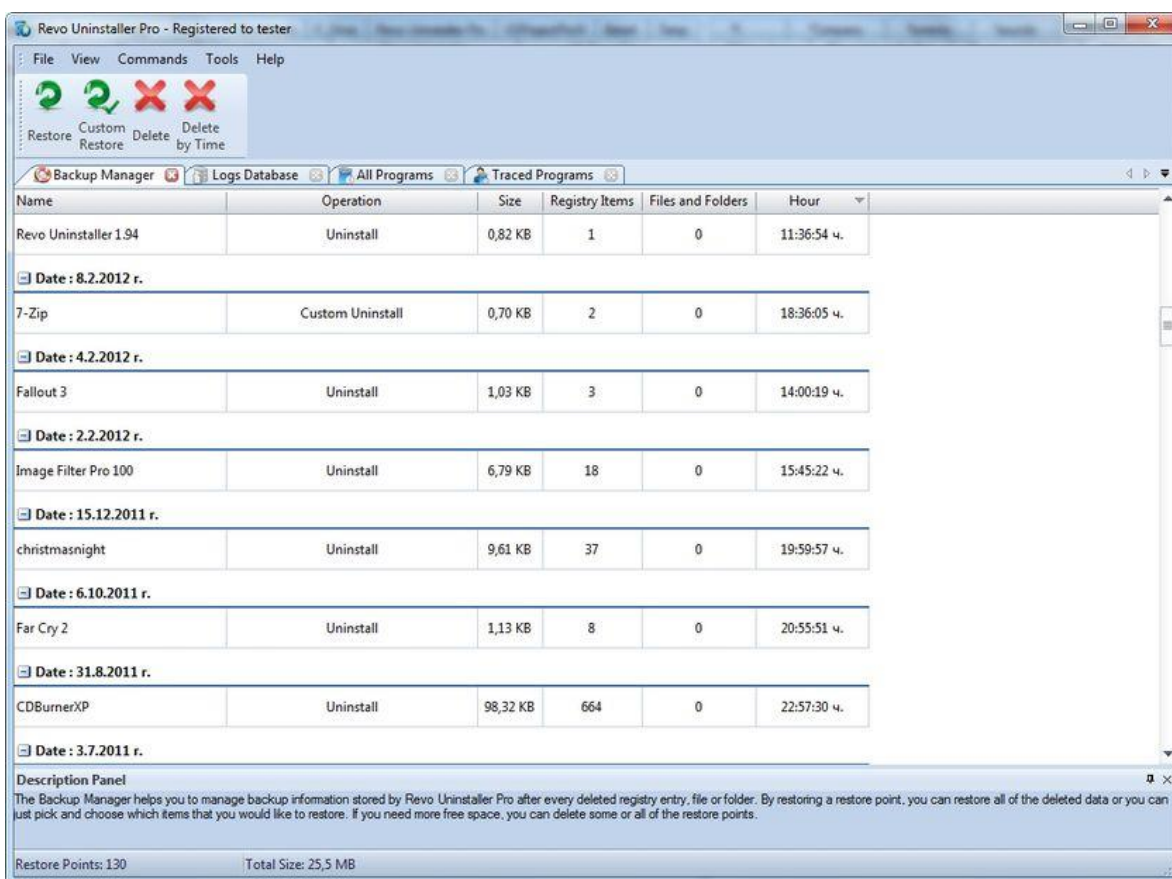 Revo Uninstaller Pro - Registered to tester
File View Commands Tools Help
Restore Custom Restore Delete Delete by Time
Backup Manager Logs Database All Programs Traced Programs
Name Operation Size Registry Items Files and Folders Hour
Revo Uninstaller 1.94 Uninstall 0,82 KB 1 0 11:36:54 ч.
Date : 8.2.2012 г.
7-Zip Custom Uninstall 0,70 KB 2 0 18:36:05 ч.
Date : 4.2.2012 г.
Fallout 3 Uninstall 1,03 KB 3 0 14:00:19 ч.
Date : 2.2.2012 г.
Image Filter Pro 100 Uninstall 6,79 KB 18 0 15:45:22 ч.
Date : 15.12.2011 г.
christmasnight Uninstall 9,61 KB 37 0 19:59:57 ч.
Date : 6.10.2011 г.
Far Cry 2 Uninstall 1,13 KB 8 0 20:55:51 ч.
Date : 31.8.2011 г.
CDBurnerXP Uninstall 98,32 KB 664 0 22:57:30 ч.
Date : 3.7.2011 г.
Description Panel
The Backup Manager helps you to manage backup information stored by Revo Uninstaller Pro after every deleted registry entry, file or folder. By restoring a restore point, you can restore all of the deleted data or you can
just pick and choose which items that you would like to restore. If you need more free space, you can delete some or all of the restore points.
Restore Points: 130 Total Size: 25,5 MB